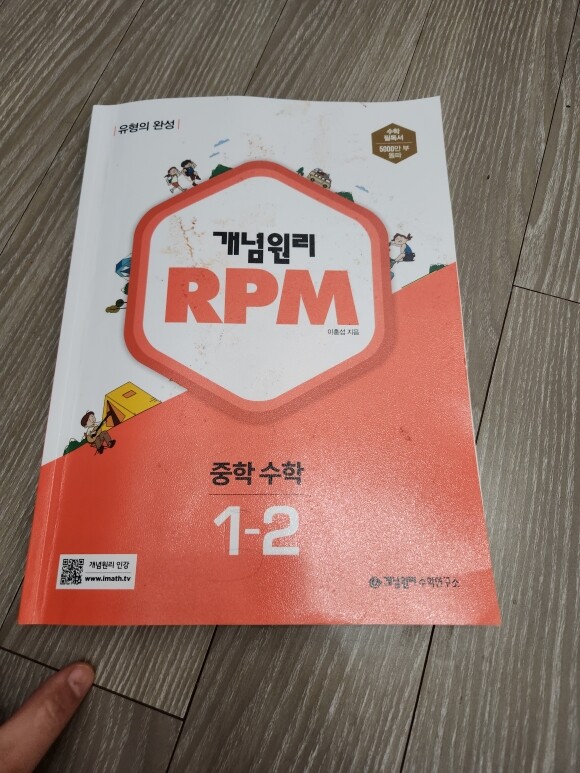 유형의 완성
수학
필독서
5000만 부
돌파
개념원리
RPM
이홍섭 지음
중학 수학
1-2
개념원리 인강
www.imath.tv
개념원리 수학연구소